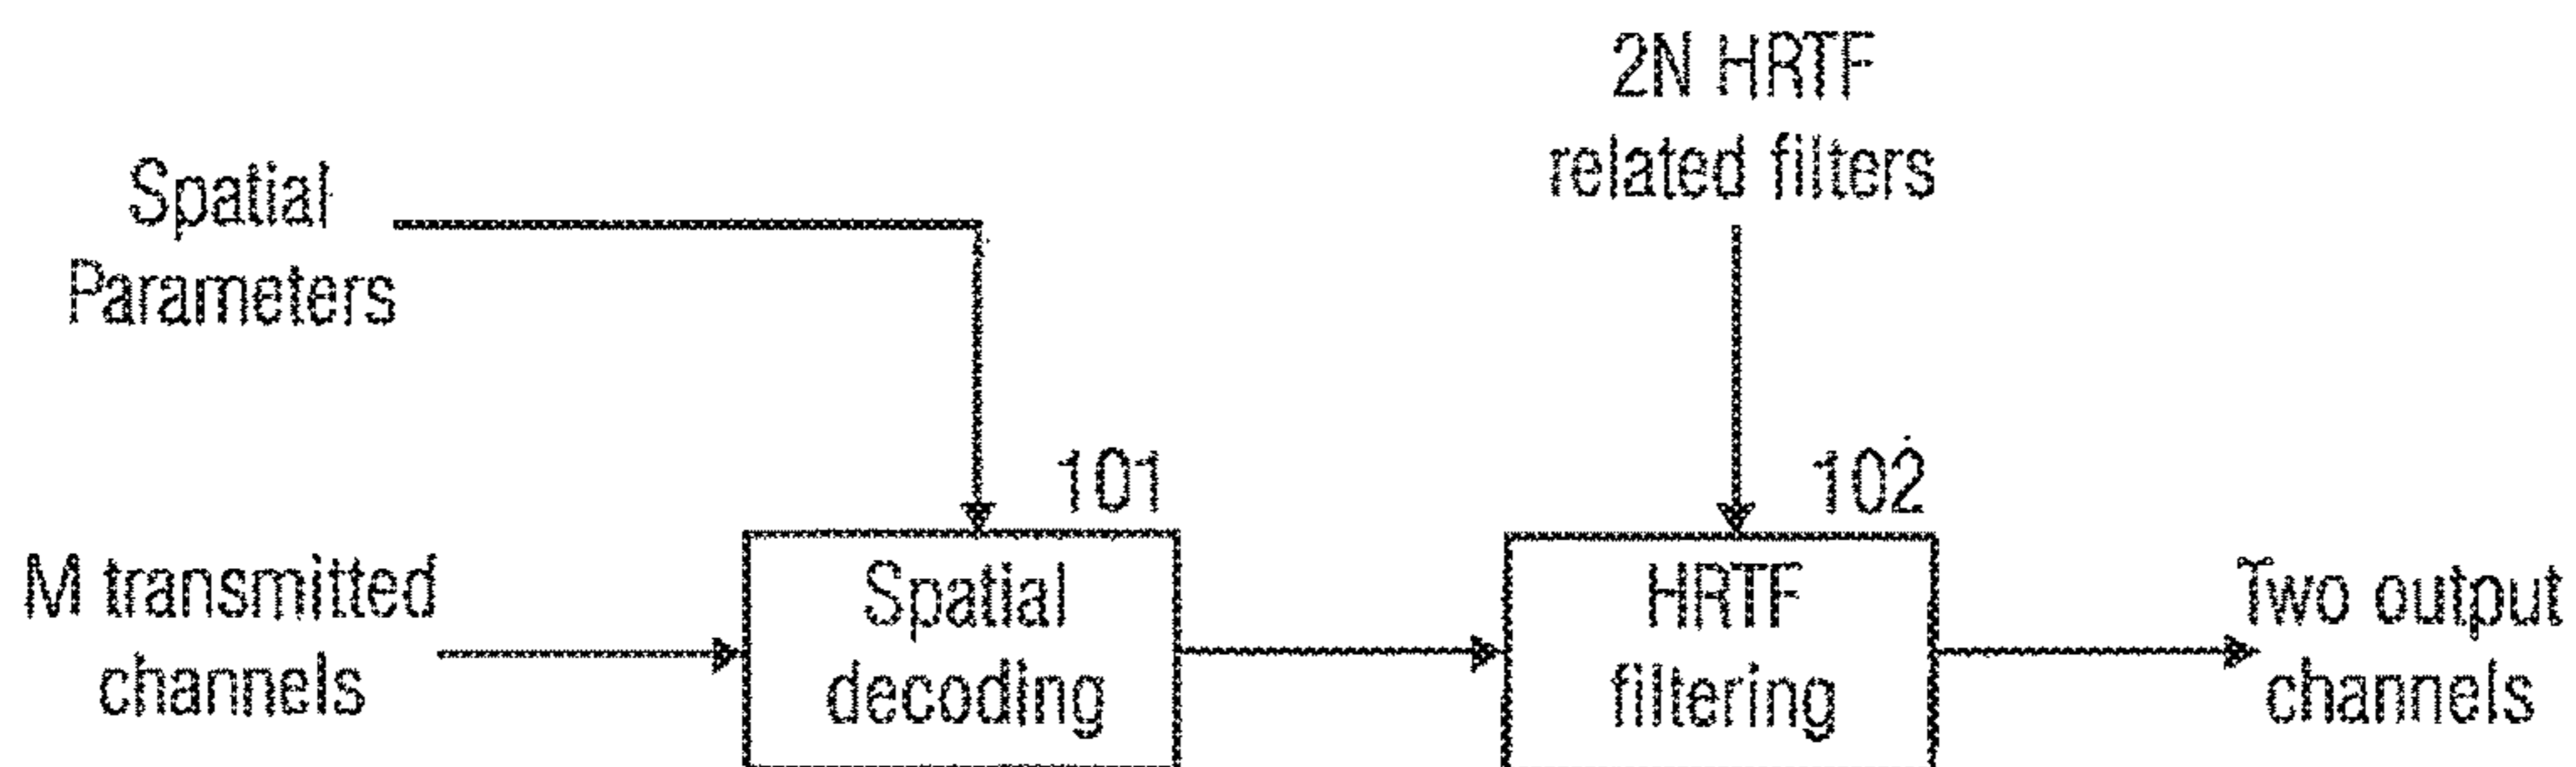 2N HRTF
related filters
Spatial
Parameters
101
102
M transmitted
channels
Spatial
decoding
HRTF
filtering
Two output
channels